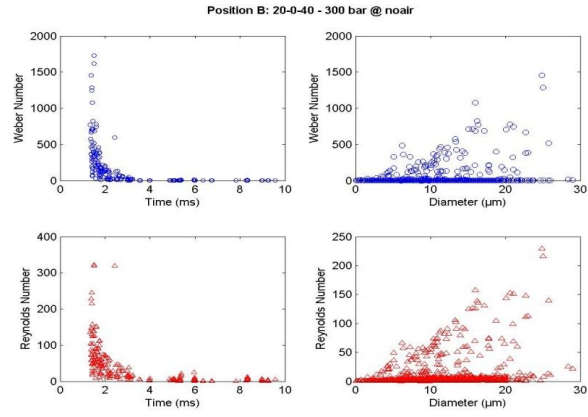 Position B: 20-0-40 - 300 bar @ noair
Weber Number
2000
1500
1000
500
0
0 2 4 6 8 10
Time (ms)
Weber Number
2000
1500
1000
500
0
0 10 20 30
Diameter (µm)
Reynolds Number
400
300
200
100
0
0 2 4 6 8 10
Time (ms)
Reynolds Number
250
200
150
100
50
0
0 10 20 30
Diameter (µm)